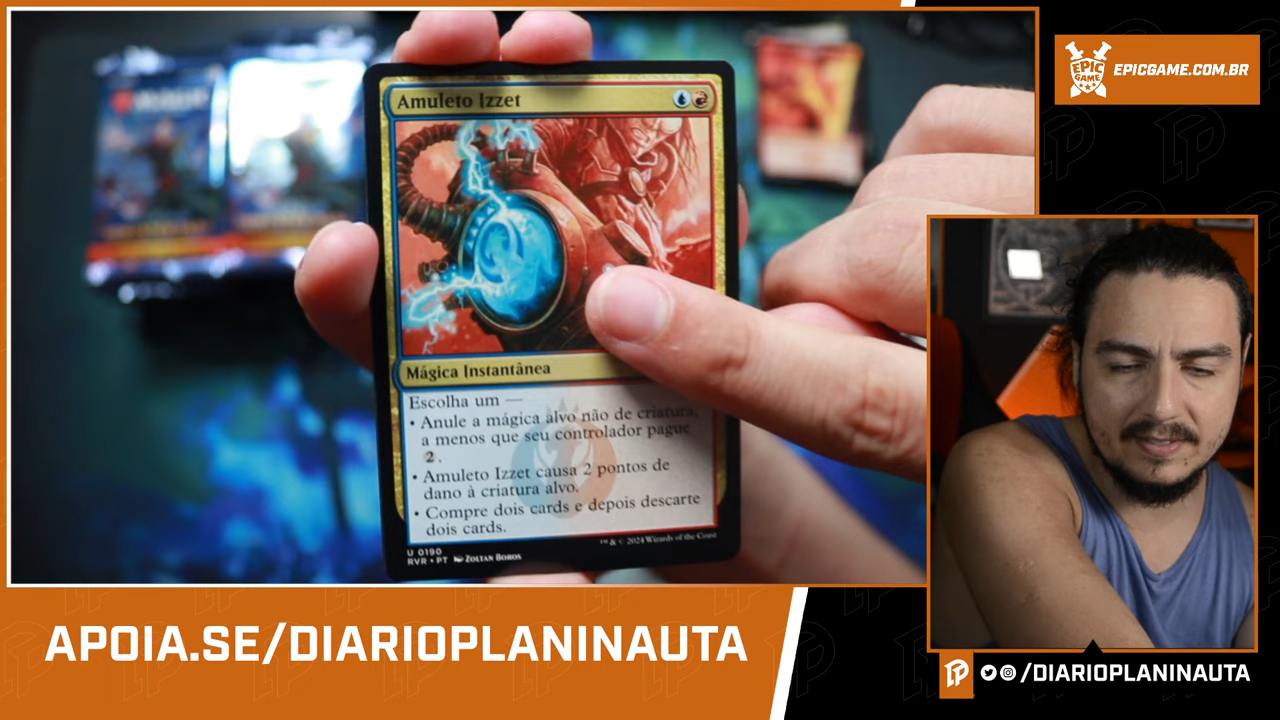 Amuleto Izzet
Mágica Instantânea
Escolha um —
• Anule a mágica alvo não de criatura,
a menos que seu controlador pague
2.
• Amuleto Izzet causa 2 pontos de
dano à criatura alvo.
• Compre dois cards e depois descarte
dois cards.
U 0190
RVR • PT ZOLTAN BOROS
™ & © 2024 Wizards of the Coast
EPIC
GAME
EPICGAME.COM.BR
APOIA.SE/DIARIOPLANINAUTA
/DIARIOPLANINAUTA